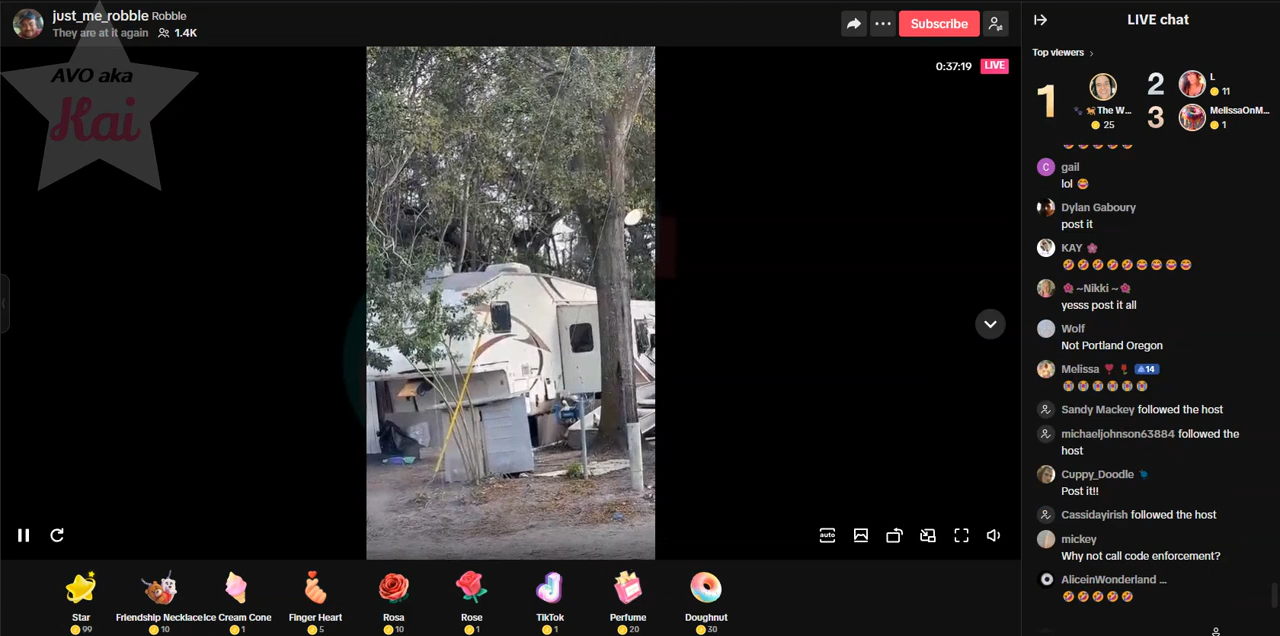 just_me_robble Robble
They are at it again 1.4K
Subscribe
AVO aka
Kai
0:37:19 LIVE
auto
Star
99
Friendship Necklace
10
Ice Cream Cone
1
Finger Heart
5
Rosa
10
Rose
1
TikTok
1
Perfume
20
Doughnut
30
LIVE chat
Top viewers
1
The W...
25
2
L
11
3
MelissaOnM...
1
C
gail
lol
Dylan Gaboury
post it
KAY
~Nikki ~
yesss post it all
Wolf
Not Portland Oregon
Melissa 14
Sandy Mackey followed the host
michaeljohnson63884 followed the
host
Cuppy_Doodle
Post it!!
Cassidayirish followed the host
mickey
Why not call code enforcement?
AliceinWonderland ...